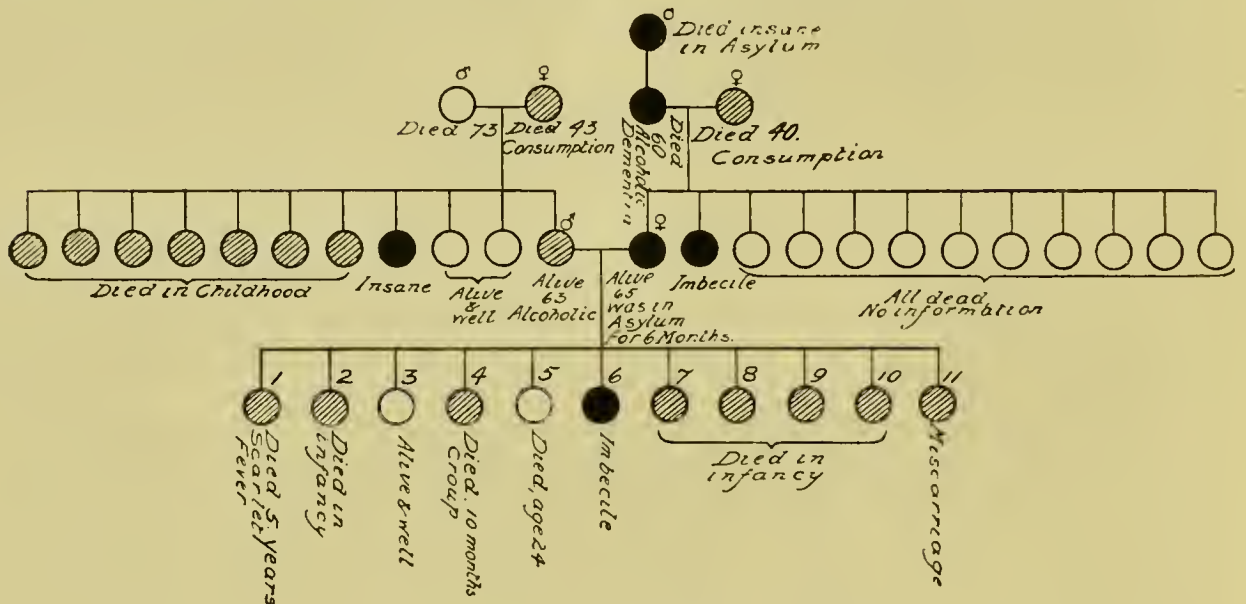 ♂
Died insane
in Asylum
♂
♀
♀
Died 73
Died 43
Consumption
Died
60
Alcoholic
Dementia
Died 40.
Consumption
♂
♀
Died in Childhood
Insane
Alive
&
well
Alive
63
Alcoholic
Alive
65
was in
Asylum
for 6 Months.
Imbecile
All dead
No information
1
2
3
4
5
6
7
8
9
10
11
Died 5. years
Scarlet
Fever
Died in
infancy
Alive & well
Died. 10 months
Croup
Died, age 24
Imbecile
Died in
infancy
Miscarriage